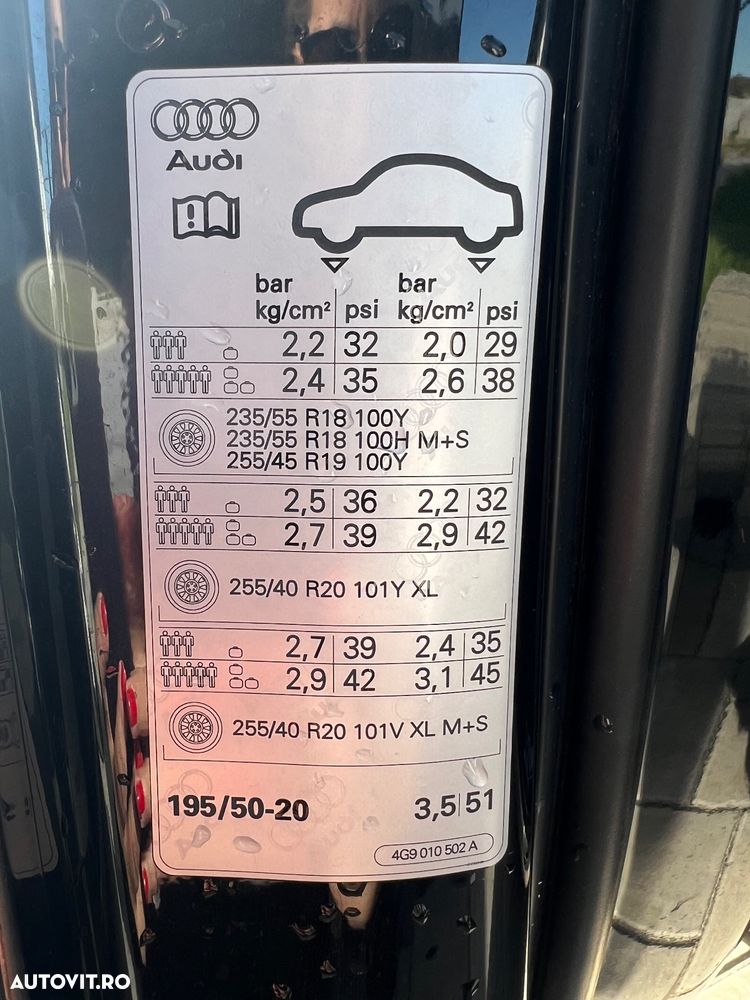 Audi
bar bar
kg/cm² psi kg/cm² psi
2,2 32 2,0 29
2,4 35 2,6 38
235/55 R18 100Y
235/55 R18 100H M+S
255/45 R19 100Y
2,5 36 2,2 32
2,7 39 2,9 42
255/40 R20 101Y XL
2,7 39 2,4 35
2,9 42 3,1 45
255/40 R20 101V XL M+S
195/50-20 3,5 51
4G9 010 502 A
AUTOVIT.RO